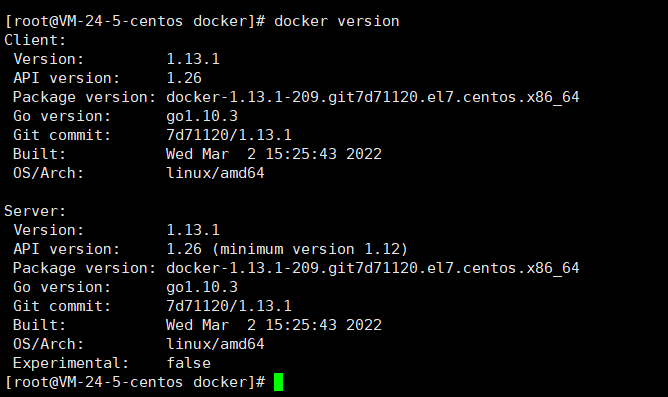 [root@VM-24-5-centos docker]# docker version
Client:
 Version:         1.13.1
 API version:     1.26
 Package version: docker-1.13.1-209.git7d71120.el7.centos.x86_64
 Go version:      go1.10.3
 Git commit:      7d71120/1.13.1
 Built:           Wed Mar  2 15:25:43 2022
 OS/Arch:         linux/amd64

Server:
 Version:         1.13.1
 API version:     1.26 (minimum version 1.12)
 Package version: docker-1.13.1-209.git7d71120.el7.centos.x86_64
 Go version:      go1.10.3
 Git commit:      7d71120/1.13.1
 Built:           Wed Mar  2 15:25:43 2022
 OS/Arch:         linux/amd64
 Experimental:    false
[root@VM-24-5-centos docker]#